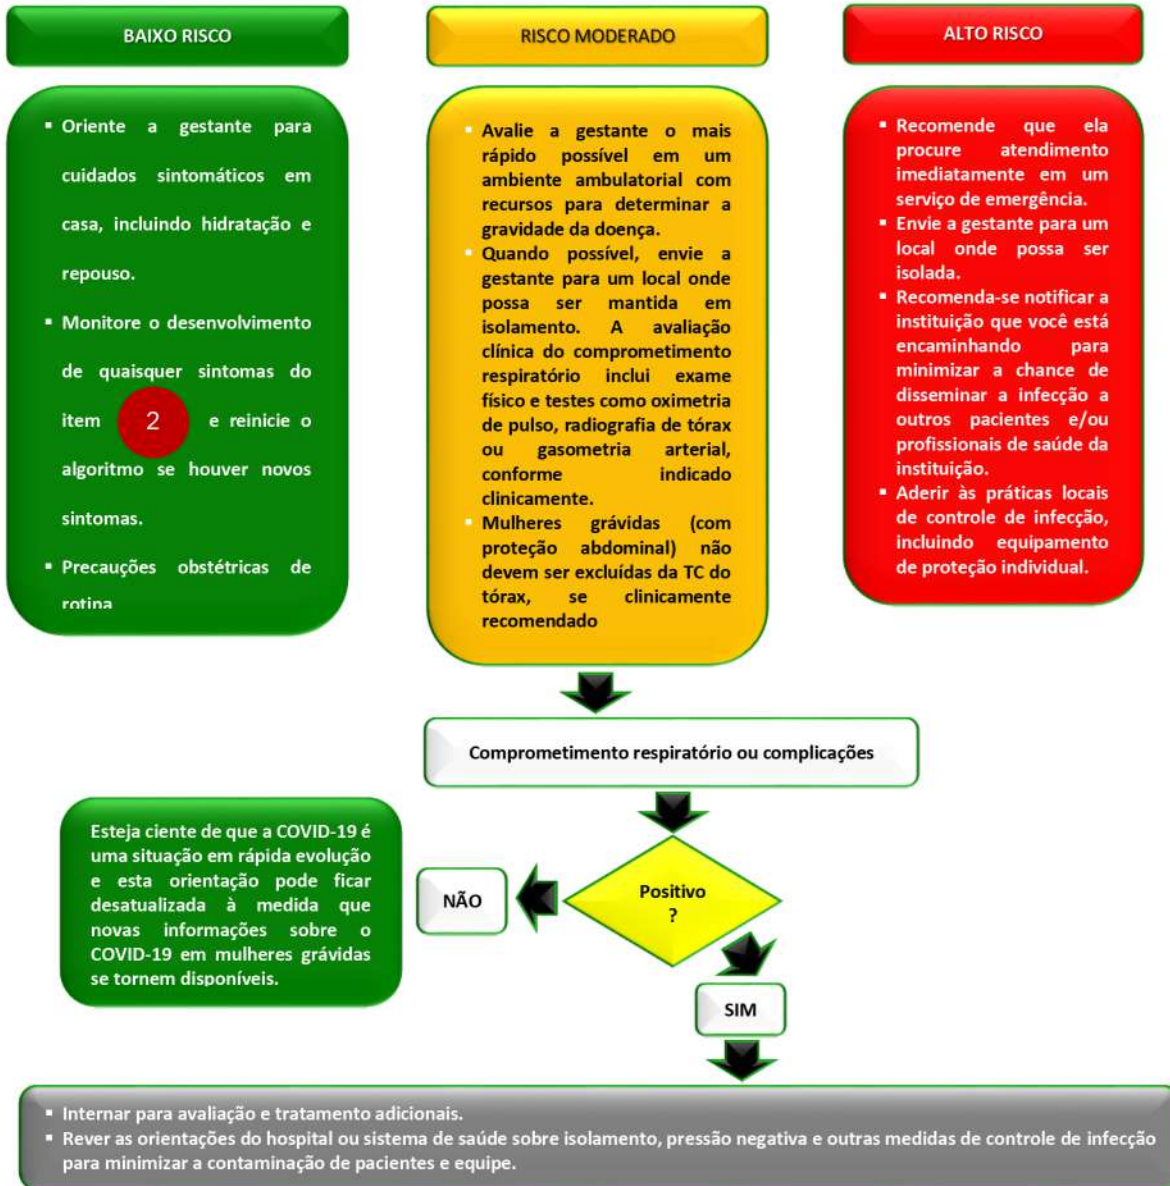 BAIXO RISCO
▪ Oriente a gestante para
cuidados sintomáticos em
casa, incluindo hidratação e
repouso.
▪ Monitore o desenvolvimento
de quaisquer sintomas do
item 2 e reinicie o
algoritmo se houver novos
sintomas.
▪ Precauções obstétricas de
rotina
RISCO MODERADO
▪ Avalie a gestante o mais
rápido possível em um
ambiente ambulatorial com
recursos para determinar a
gravidade da doença.
▪ Quando possível, envie a
gestante para um local onde
possa ser mantida em
isolamento. A avaliação
clínica do comprometimento
respiratório inclui exame
físico e testes como oximetria
de pulso, radiografia de tórax
ou gasometria arterial,
conforme indicado
clinicamente.
▪ Mulheres grávidas (com
proteção abdominal) não
devem ser excluídas da TC do
tórax, se clinicamente
recomendado
ALTO RISCO
▪ Recomende que ela
procure atendimento
imediatamente em um
serviço de emergência.
▪ Envie a gestante para um
local onde possa ser
isolada.
▪ Recomenda-se notificar a
instituição que você está
encaminhando para
minimizar a chance de
disseminar a infecção a
outros pacientes e/ou
profissionais de saúde da
instituição.
▪ Aderir às práticas locais
de controle de infecção,
incluindo equipamento
de proteção individual.
Comprometimento respiratório ou complicações
Esteja ciente de que a COVID-19 é
uma situação em rápida evolução
e esta orientação pode ficar
desatualizada à medida que
novas informações sobre o
COVID-19 em mulheres grávidas
se tornem disponíveis.
NÃO
Positivo
?
SIM
▪ Internar para avaliação e tratamento adicionais.
▪ Rever as orientações do hospital ou sistema de saúde sobre isolamento, pressão negativa e outras medidas de controle de infecção
para minimizar a contaminação de pacientes e equipe.